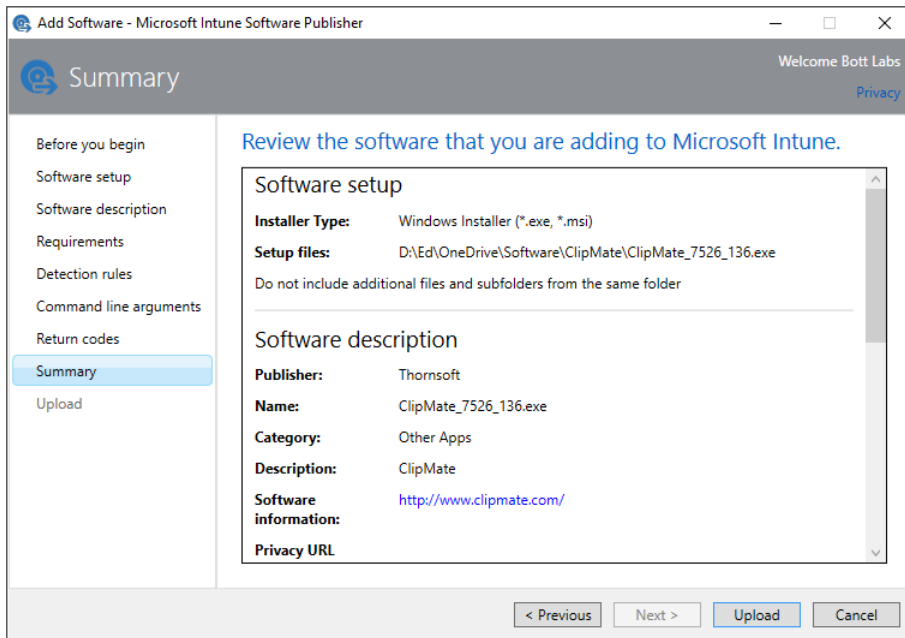 Add Software - Microsoft Intune Software Publisher
Summary
Welcome Bott Labs
Privacy
Before you begin
Software setup
Software description
Requirements
Detection rules
Command line arguments
Return codes
Summary
Upload
Review the software that you are adding to Microsoft Intune.
Software setup
Installer Type: Windows Installer (*.exe, *.msi)
Setup files: D:\Ed\OneDrive\Software\ClipMate\ClipMate_7526_136.exe
Do not include additional files and subfolders from the same folder
Software description
Publisher: Thornsoft
Name: ClipMate_7526_136.exe
Category: Other Apps
Description: ClipMate
Software information: http://www.clipmate.com/
Privacy URL
< Previous Next > Upload Cancel